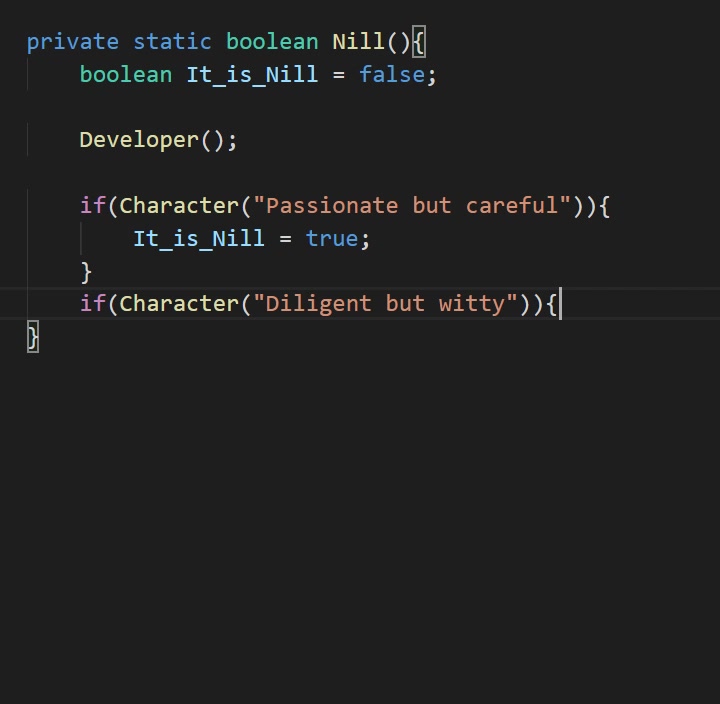 private static boolean Nill(){
    boolean It_is_Nill = false;
    Developer();
    if(Character("Passionate but careful")){
        It_is_Nill = true;
    }
    if(Character("Diligent but witty")){
}